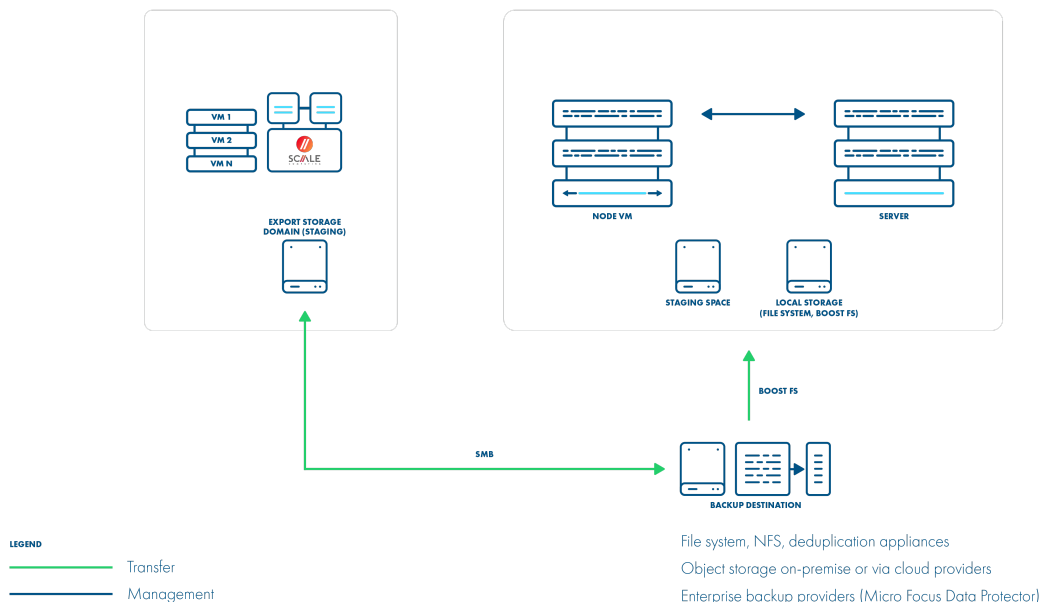 VM 1
VM 2
VM N
SCALE
COMPUTING
EXPORT STORAGE
DOMAIN (STAGING)
NODE VM
SERVER
STAGING SPACE
LOCAL STORAGE
(FILE SYSTEM, BOOST FS)
BOOST FS
SMB
BACKUP DESTINATION
File system, NFS, deduplication appliances
Object storage on-premise or via cloud providers
Enterprise backup providers (Micro Focus Data Protector)
LEGEND
Transfer
Management